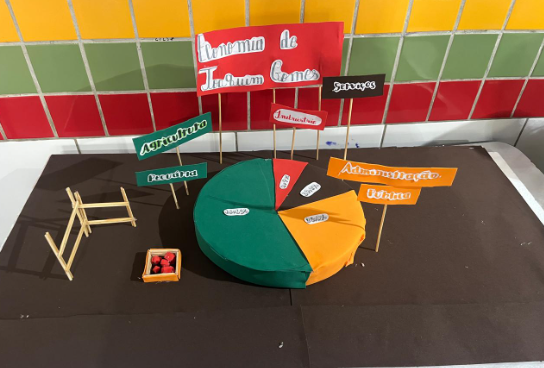 Economia de
Joaquim Gomes
Serviços
Indústria
Agricultura
Pecuária
Administração
Pública